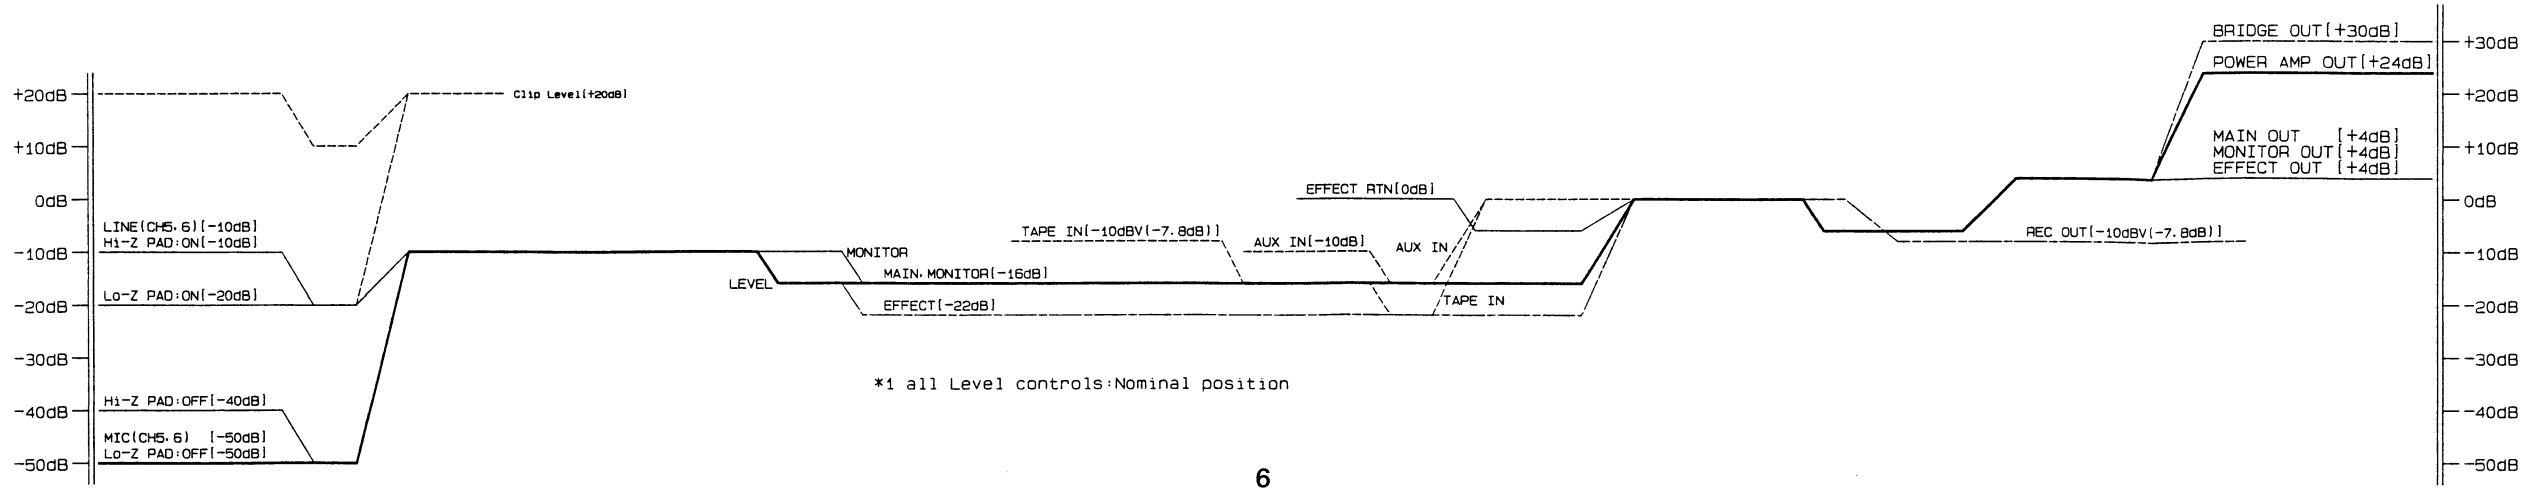 +20dB
+10dB
0dB
-10dB
-20dB
-30dB
-40dB
-50dB
LINE(CH5.6)[-10dB]
Hi-Z PAD:ON[-10dB]
Lo-Z PAD:ON[-20dB]
Hi-Z PAD:OFF[-40dB]
MIC(CH5.6) [-50dB]
Lo-Z PAD:OFF[-50dB]
Clip Level[+20dB]
LEVEL
MONITOR
MAIN.MONITOR[-16dB]
EFFECT[-22dB]
TAPE IN[-10dBV(-7.8dB)]
AUX IN[-10dB]
EFFECT RTN[0dB]
AUX IN
TAPE IN
*1 all Level controls:Nominal position
REC OUT[-10dBV(-7.8dB)]
BRIDGE OUT[+30dB]
POWER AMP OUT[+24dB]
MAIN OUT [+4dB]
MONITOR OUT[+4dB]
EFFECT OUT [+4dB]
+30dB
+20dB
+10dB
0dB
-10dB
-20dB
-30dB
-40dB
-50dB
6